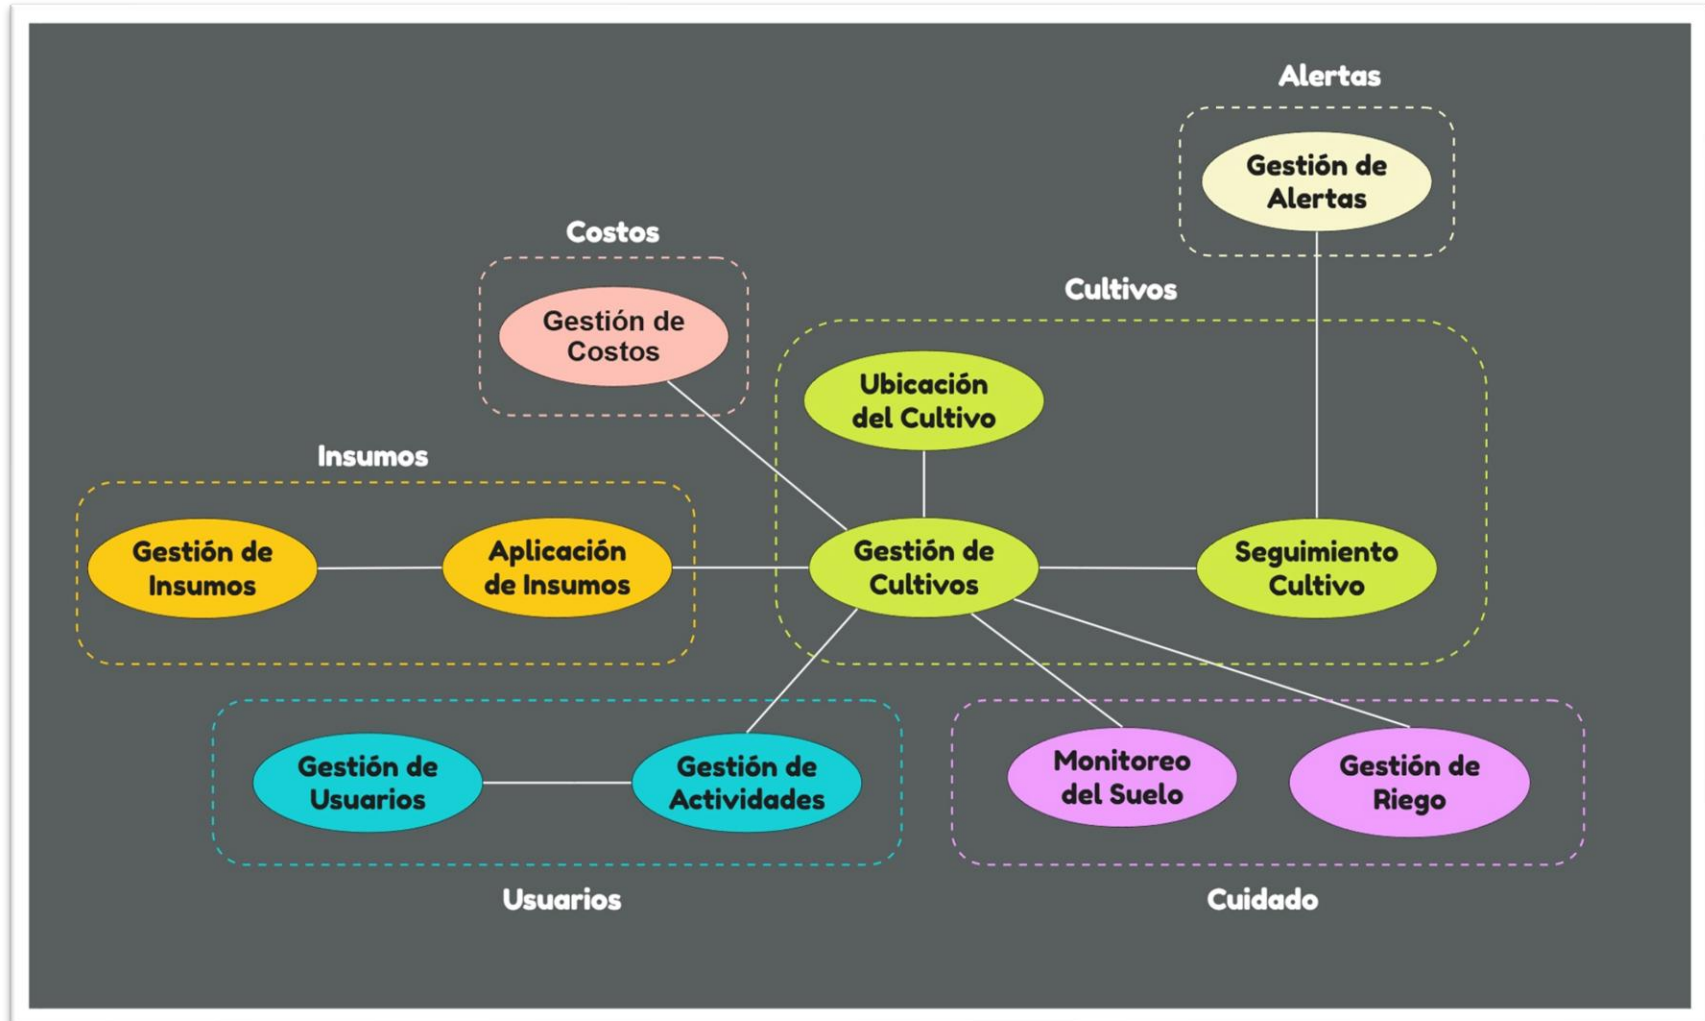 Alertas
Gestión de
Alertas
Costos
Gestión de
Costos
Cultivos
Ubicación
del Cultivo
Insumos
Gestión de
Insumos
Aplicación
de Insumos
Gestión de
Cultivos
Seguimiento
Cultivo
Gestión de
Usuarios
Gestión de
Actividades
Monitoreo
del Suelo
Gestión de
Riego
Usuarios
Cuidado